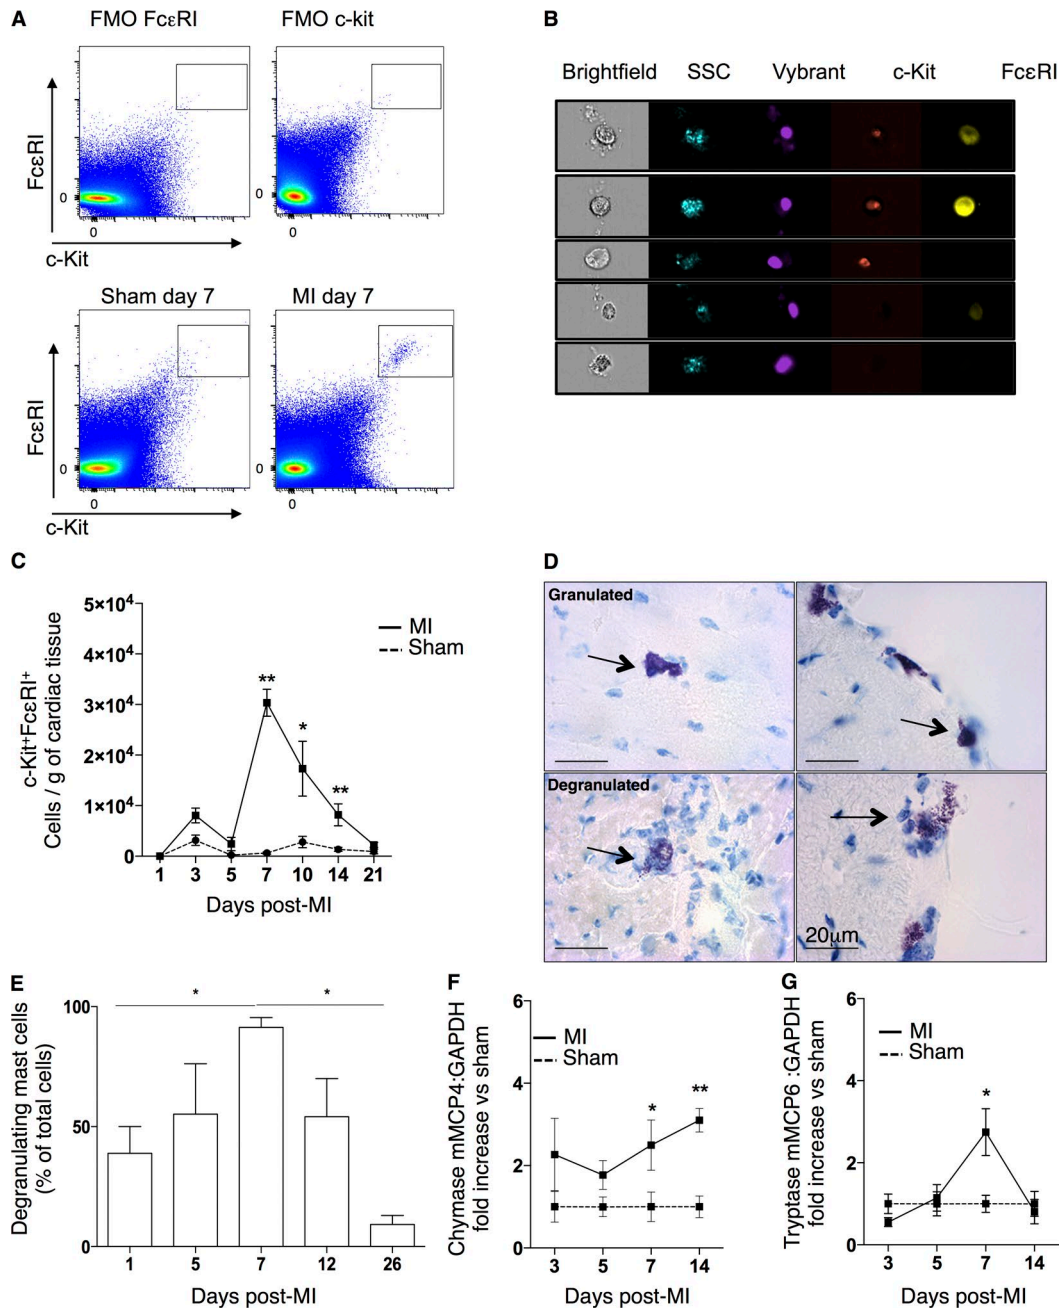 A
FMO FcεRI
FMO c-kit
FcεRI
0
0
0
0
c-Kit
Sham day 7
MI day 7
FcεRI
0
0
0
0
c-Kit
B
Brightfield SSC Vybrant c-Kit FcεRI
C
c-Kit⁺FcεRI⁺
Cells / g of cardiac tissue
5×10⁴
4×10⁴
3×10⁴
2×10⁴
1×10⁴
0
MI
Sham
**
*
**
1 3 5 7 10 14 21
Days post-MI
D
Granulated
Degranulated
20µm
E
Degranulating mast cells
(% of total cells)
100
50
0
* *
1 5 7 12 26
Days post-MI
F
Chymase mMCP4:GAPDH
fold increase vs sham
6
4
2
0
MI
Sham
* **
3 5 7 14
Days post-MI
G
Tryptase mMCP6 :GAPDH
fold increase vs sham
6
4
2
0
MI
Sham
*
3 5 7 14
Days post-MI